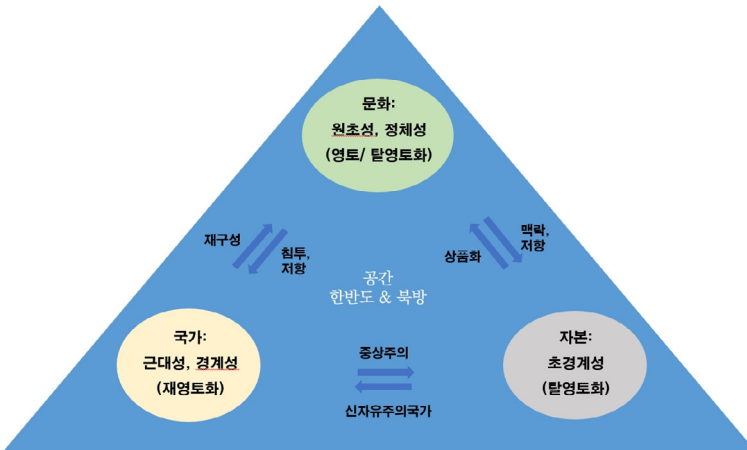 문화:
원초성, 정체성
(영토/ 탈영토화)
재구성
침투,
저항
상품화
맥락,
저항
공간
한반도 & 북방
국가:
근대성, 경계성
(재영토화)
중상주의
신자유주의국가
자본:
초경계성
(탈영토화)